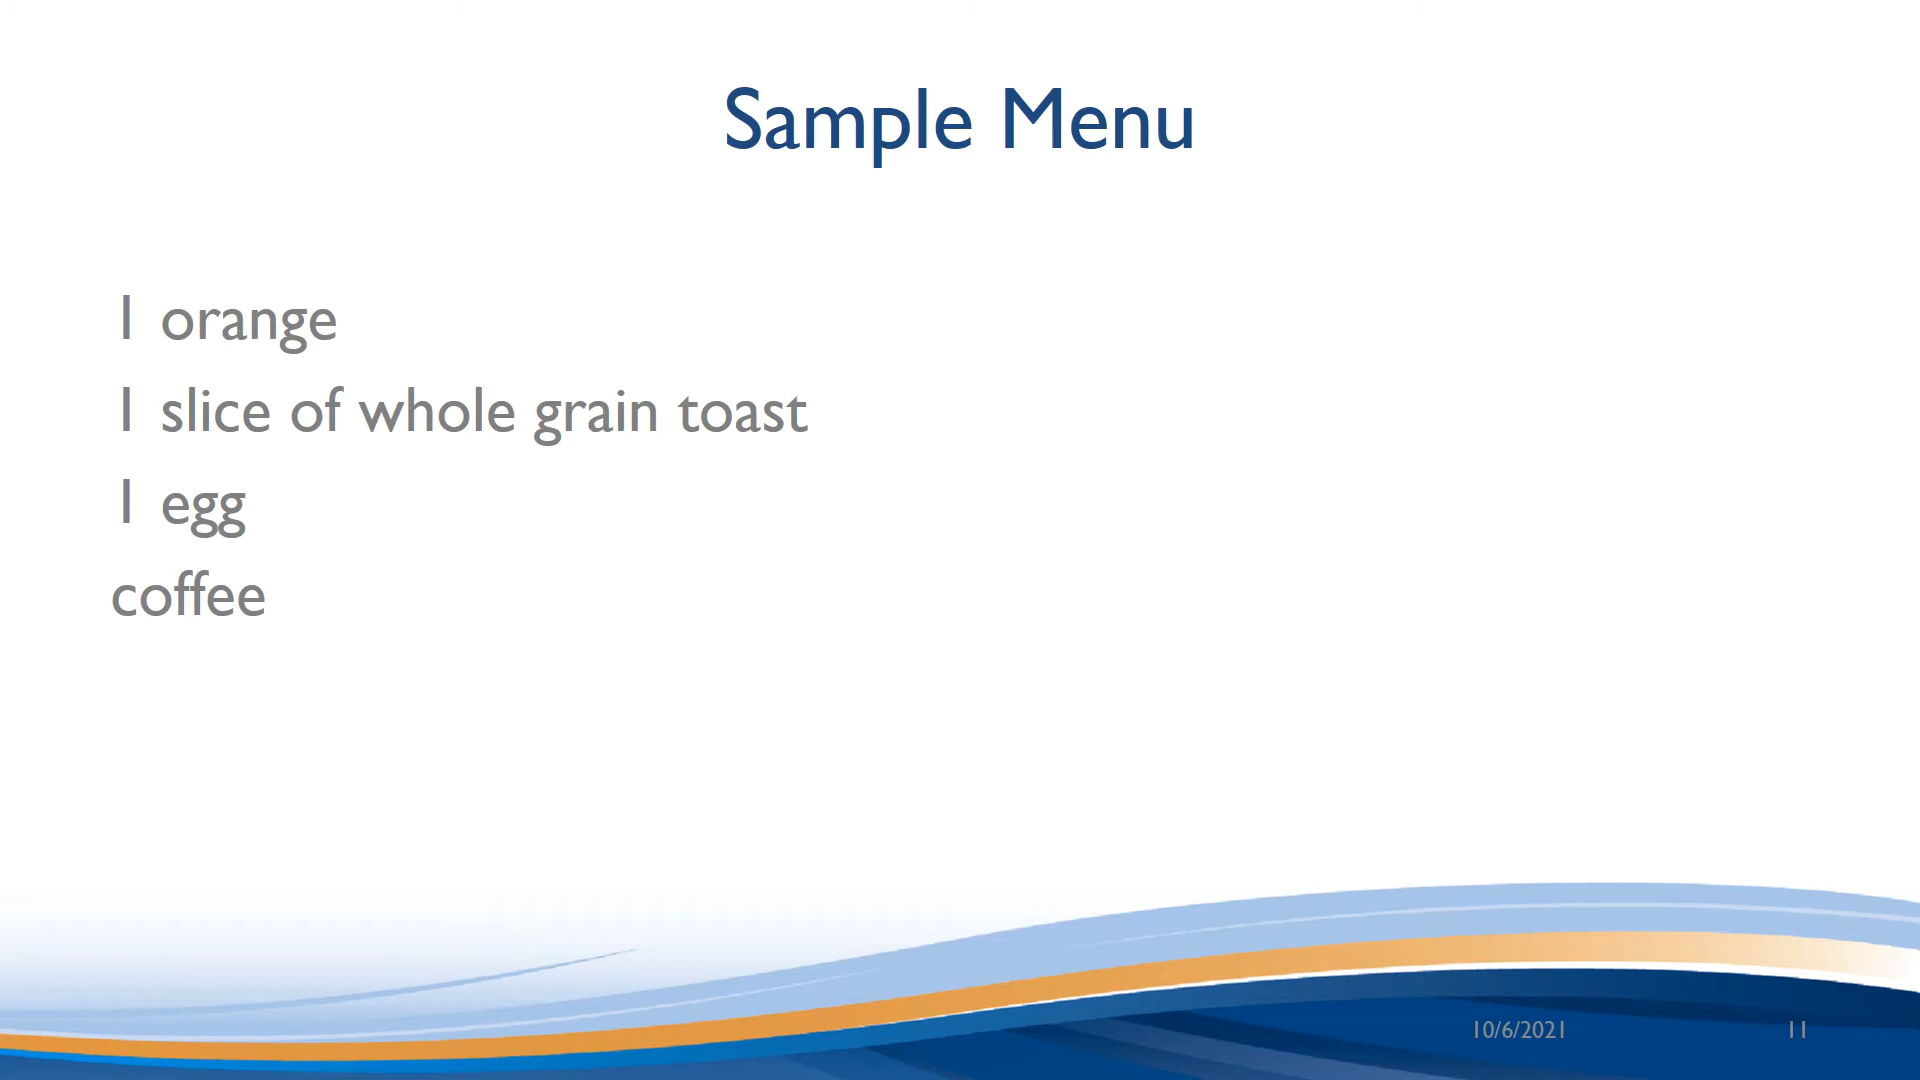 Sample Menu
1 orange
1 slice of whole grain toast
1 egg
coffee
10/6/2021
11